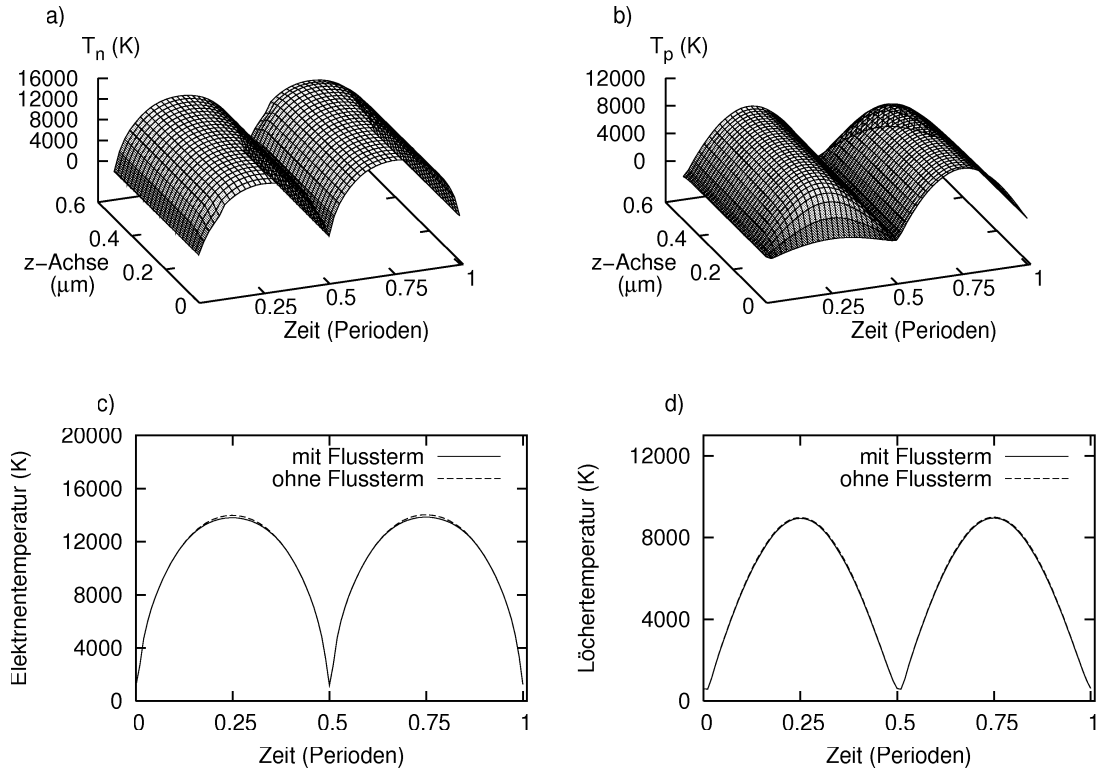 a)
T_n (K)
16000
12000
8000
4000
0
0.6
0.4
0.2
0
z−Achse
(µm)
0.25
0.5
0.75
1
Zeit (Perioden)
b)
T_p (K)
12000
8000
4000
0
0.6
0.4
0.2
0
z−Achse
(µm)
0.25
0.5
0.75
1
Zeit (Perioden)
c)
Elektrnentemperatur (K)
20000
16000
12000
8000
4000
0
mit Flussterm
ohne Flussterm
0 0.25 0.5 0.75 1
Zeit (Perioden)
d)
Löchertemperatur (K)
12000
8000
4000
0
mit Flussterm
ohne Flussterm
0 0.25 0.5 0.75 1
Zeit (Perioden)